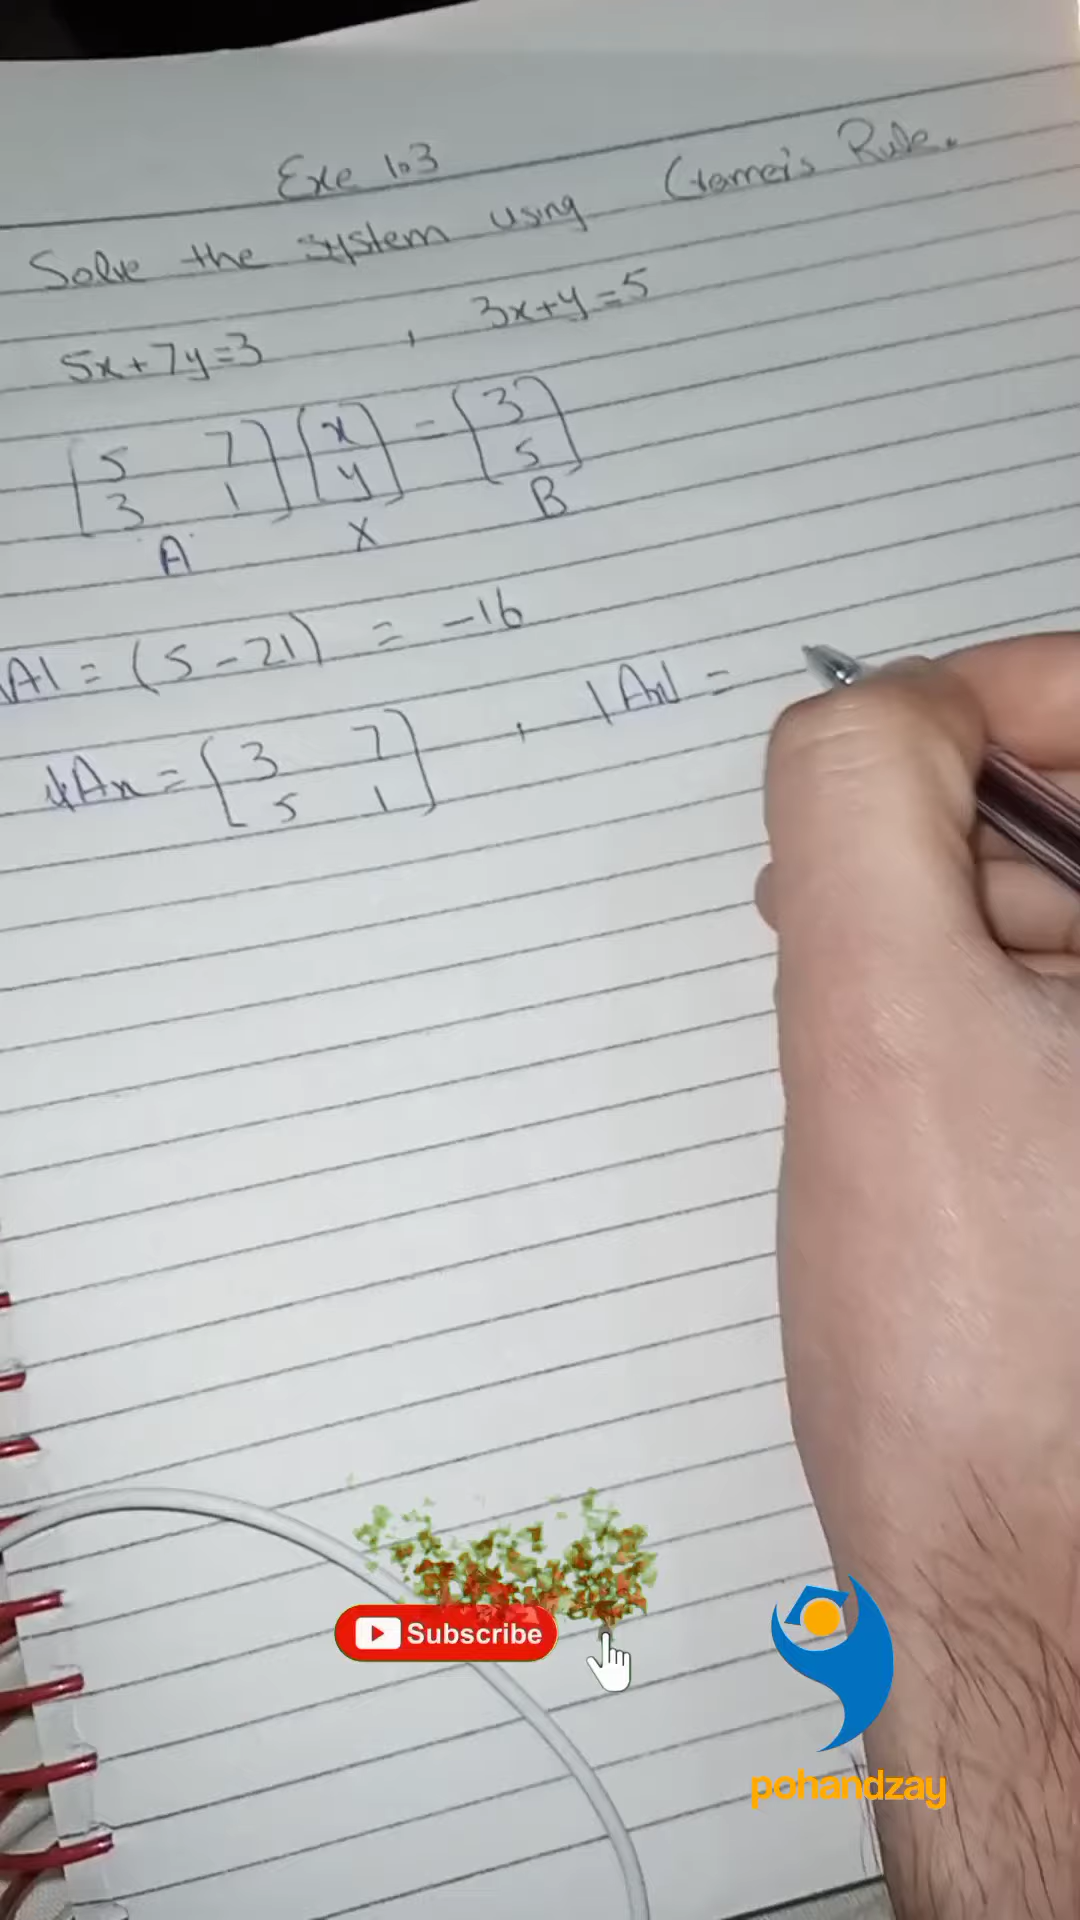 Exe 1.3
Solve the system using Cramer's Rule.
5x+7y=3 , 3x+y=5
[5 7 [x = [3
3 1] y] 5]
A X B
|A| = (5-21) = -16
Ax = [3 7 , |Ax| =
5 1]
Subscribe
pohandzay